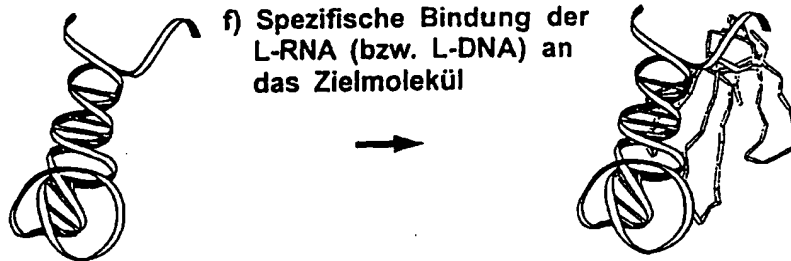 f) Spezifische Bindung der
L-RNA (bzw. L-DNA) an
das Zielmolekül